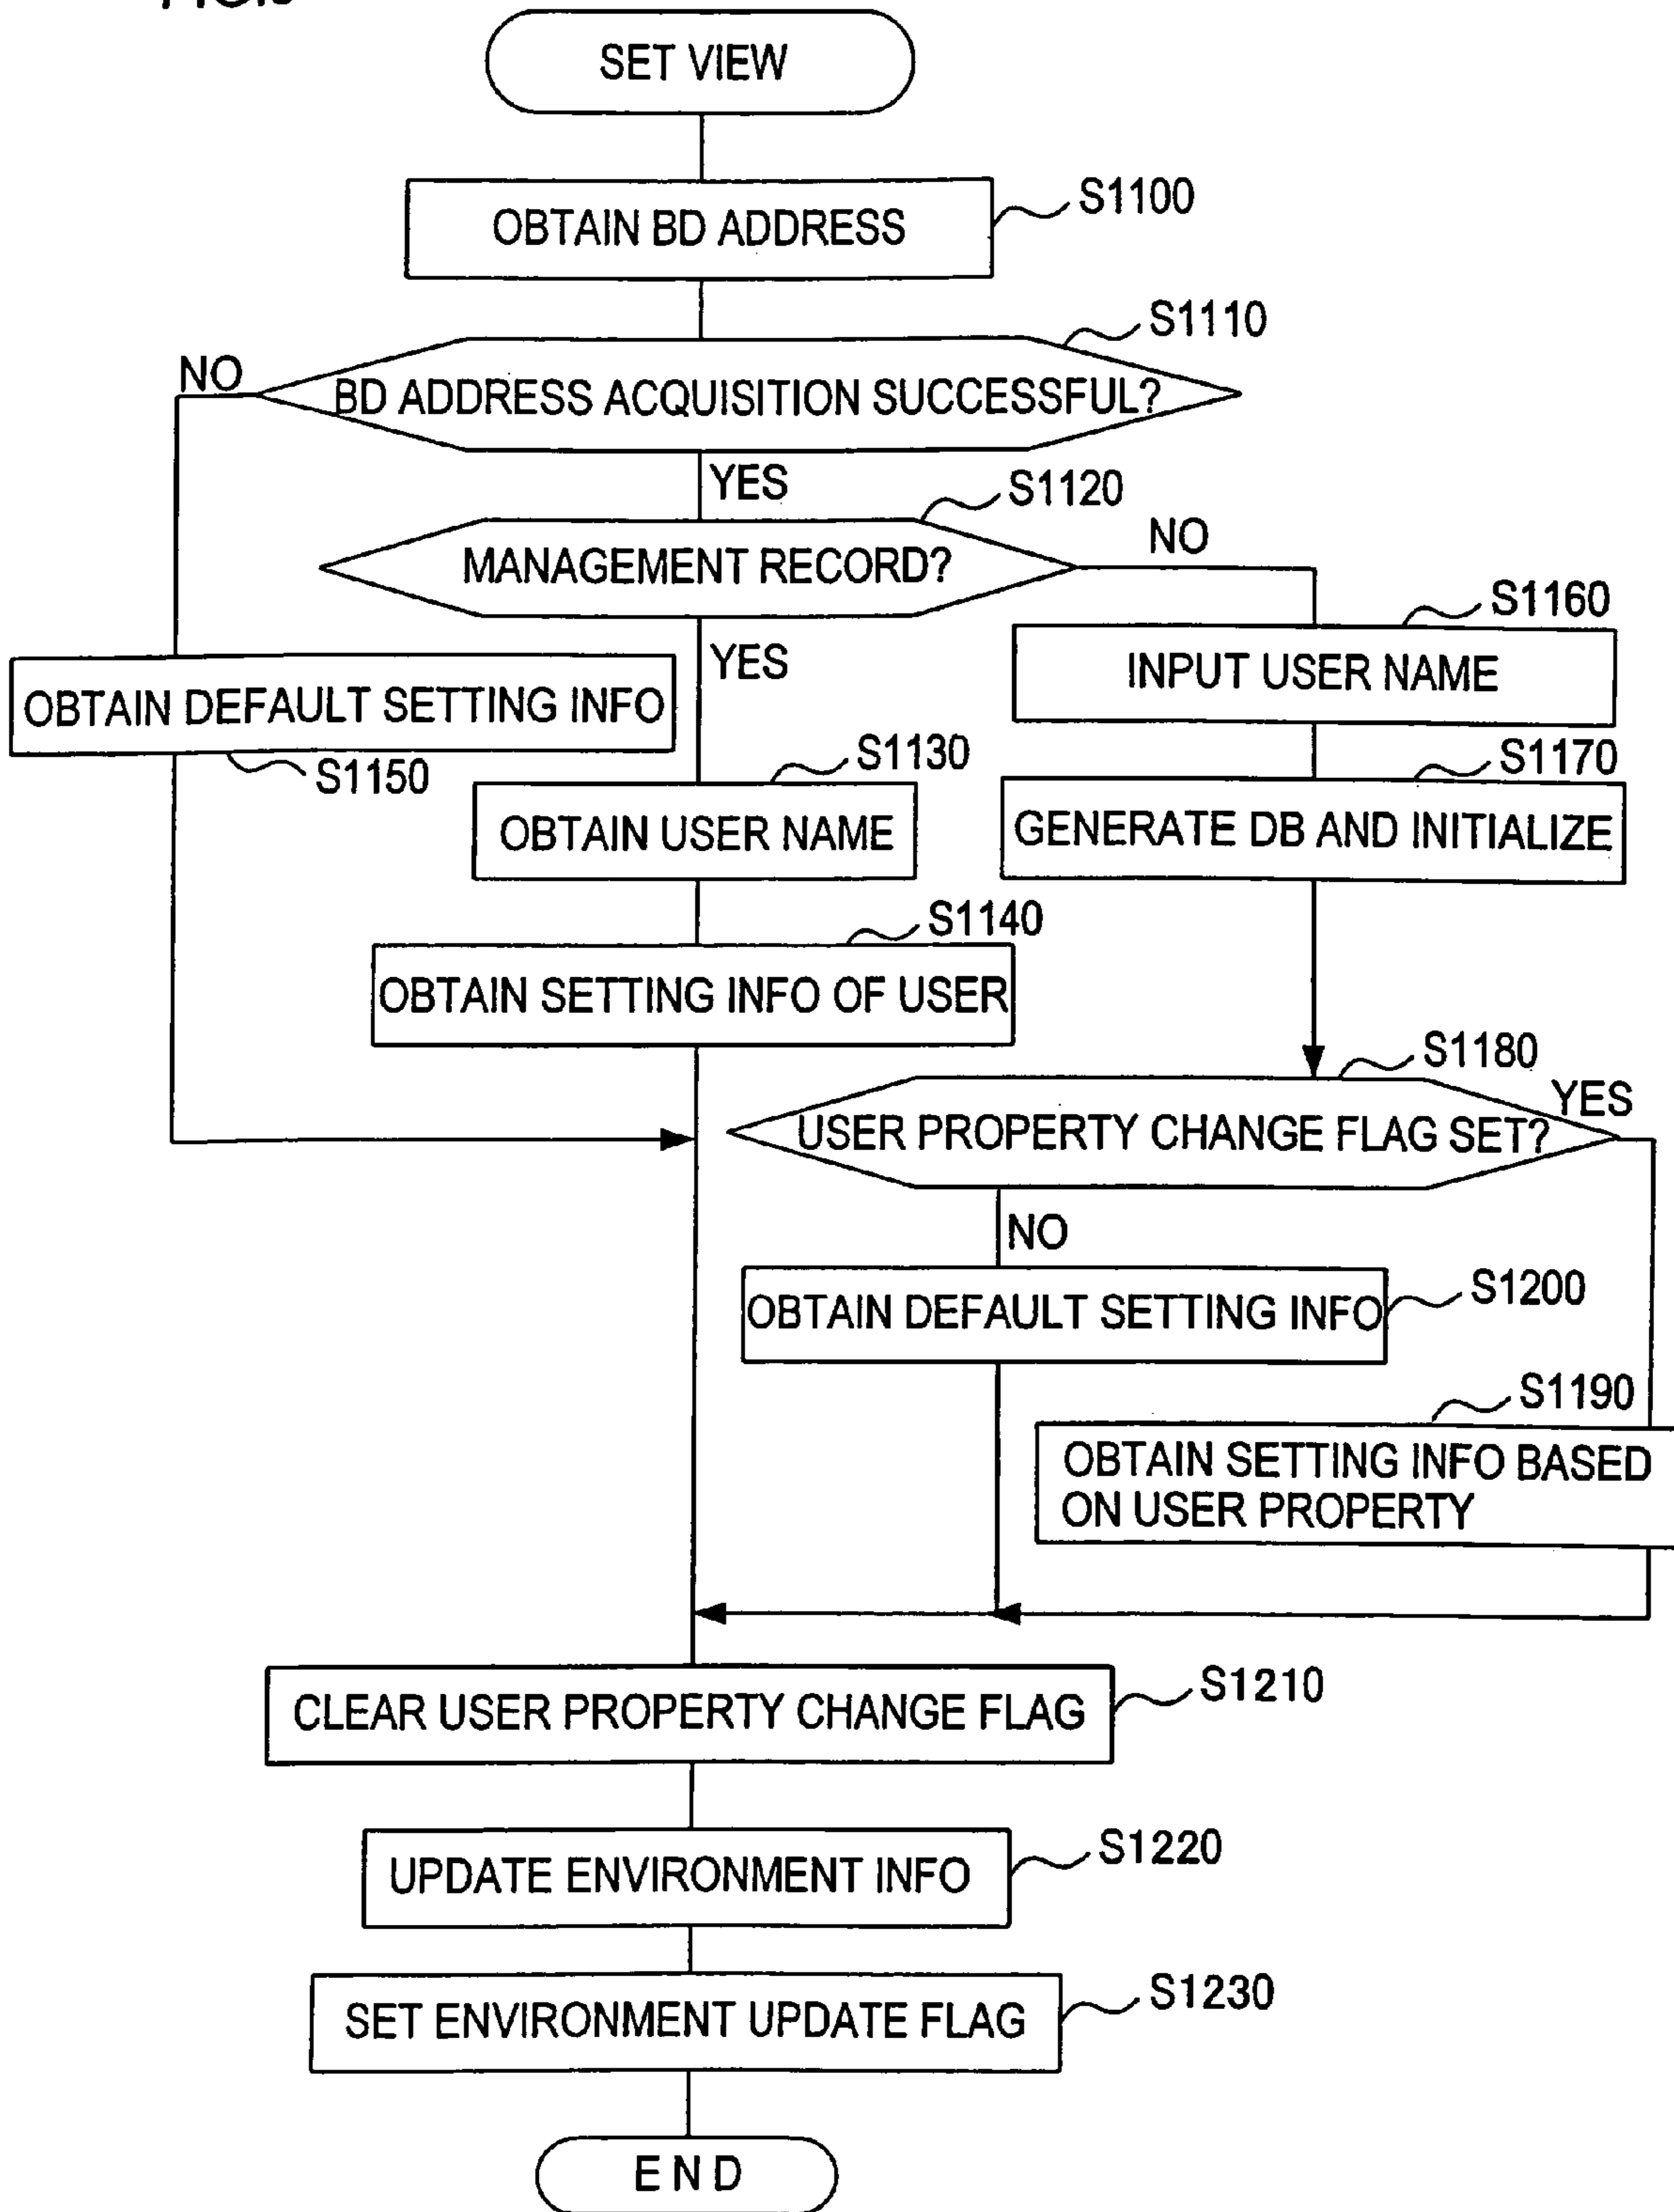 SET VIEW
OBTAIN BD ADDRESS
S1100
S1110
NO
BD ADDRESS ACQUISITION SUCCESSFUL?
YES
S1120
MANAGEMENT RECORD?
NO
S1160
YES
INPUT USER NAME
OBTAIN DEFAULT SETTING INFO
S1150
S1130
S1170
OBTAIN USER NAME
GENERATE DB AND INITIALIZE
S1140
OBTAIN SETTING INFO OF USER
S1180
YES
USER PROPERTY CHANGE FLAG SET?
NO
S1200
OBTAIN DEFAULT SETTING INFO
S1190
OBTAIN SETTING INFO BASED
ON USER PROPERTY
S1210
CLEAR USER PROPERTY CHANGE FLAG
S1220
UPDATE ENVIRONMENT INFO
S1230
SET ENVIRONMENT UPDATE FLAG
END